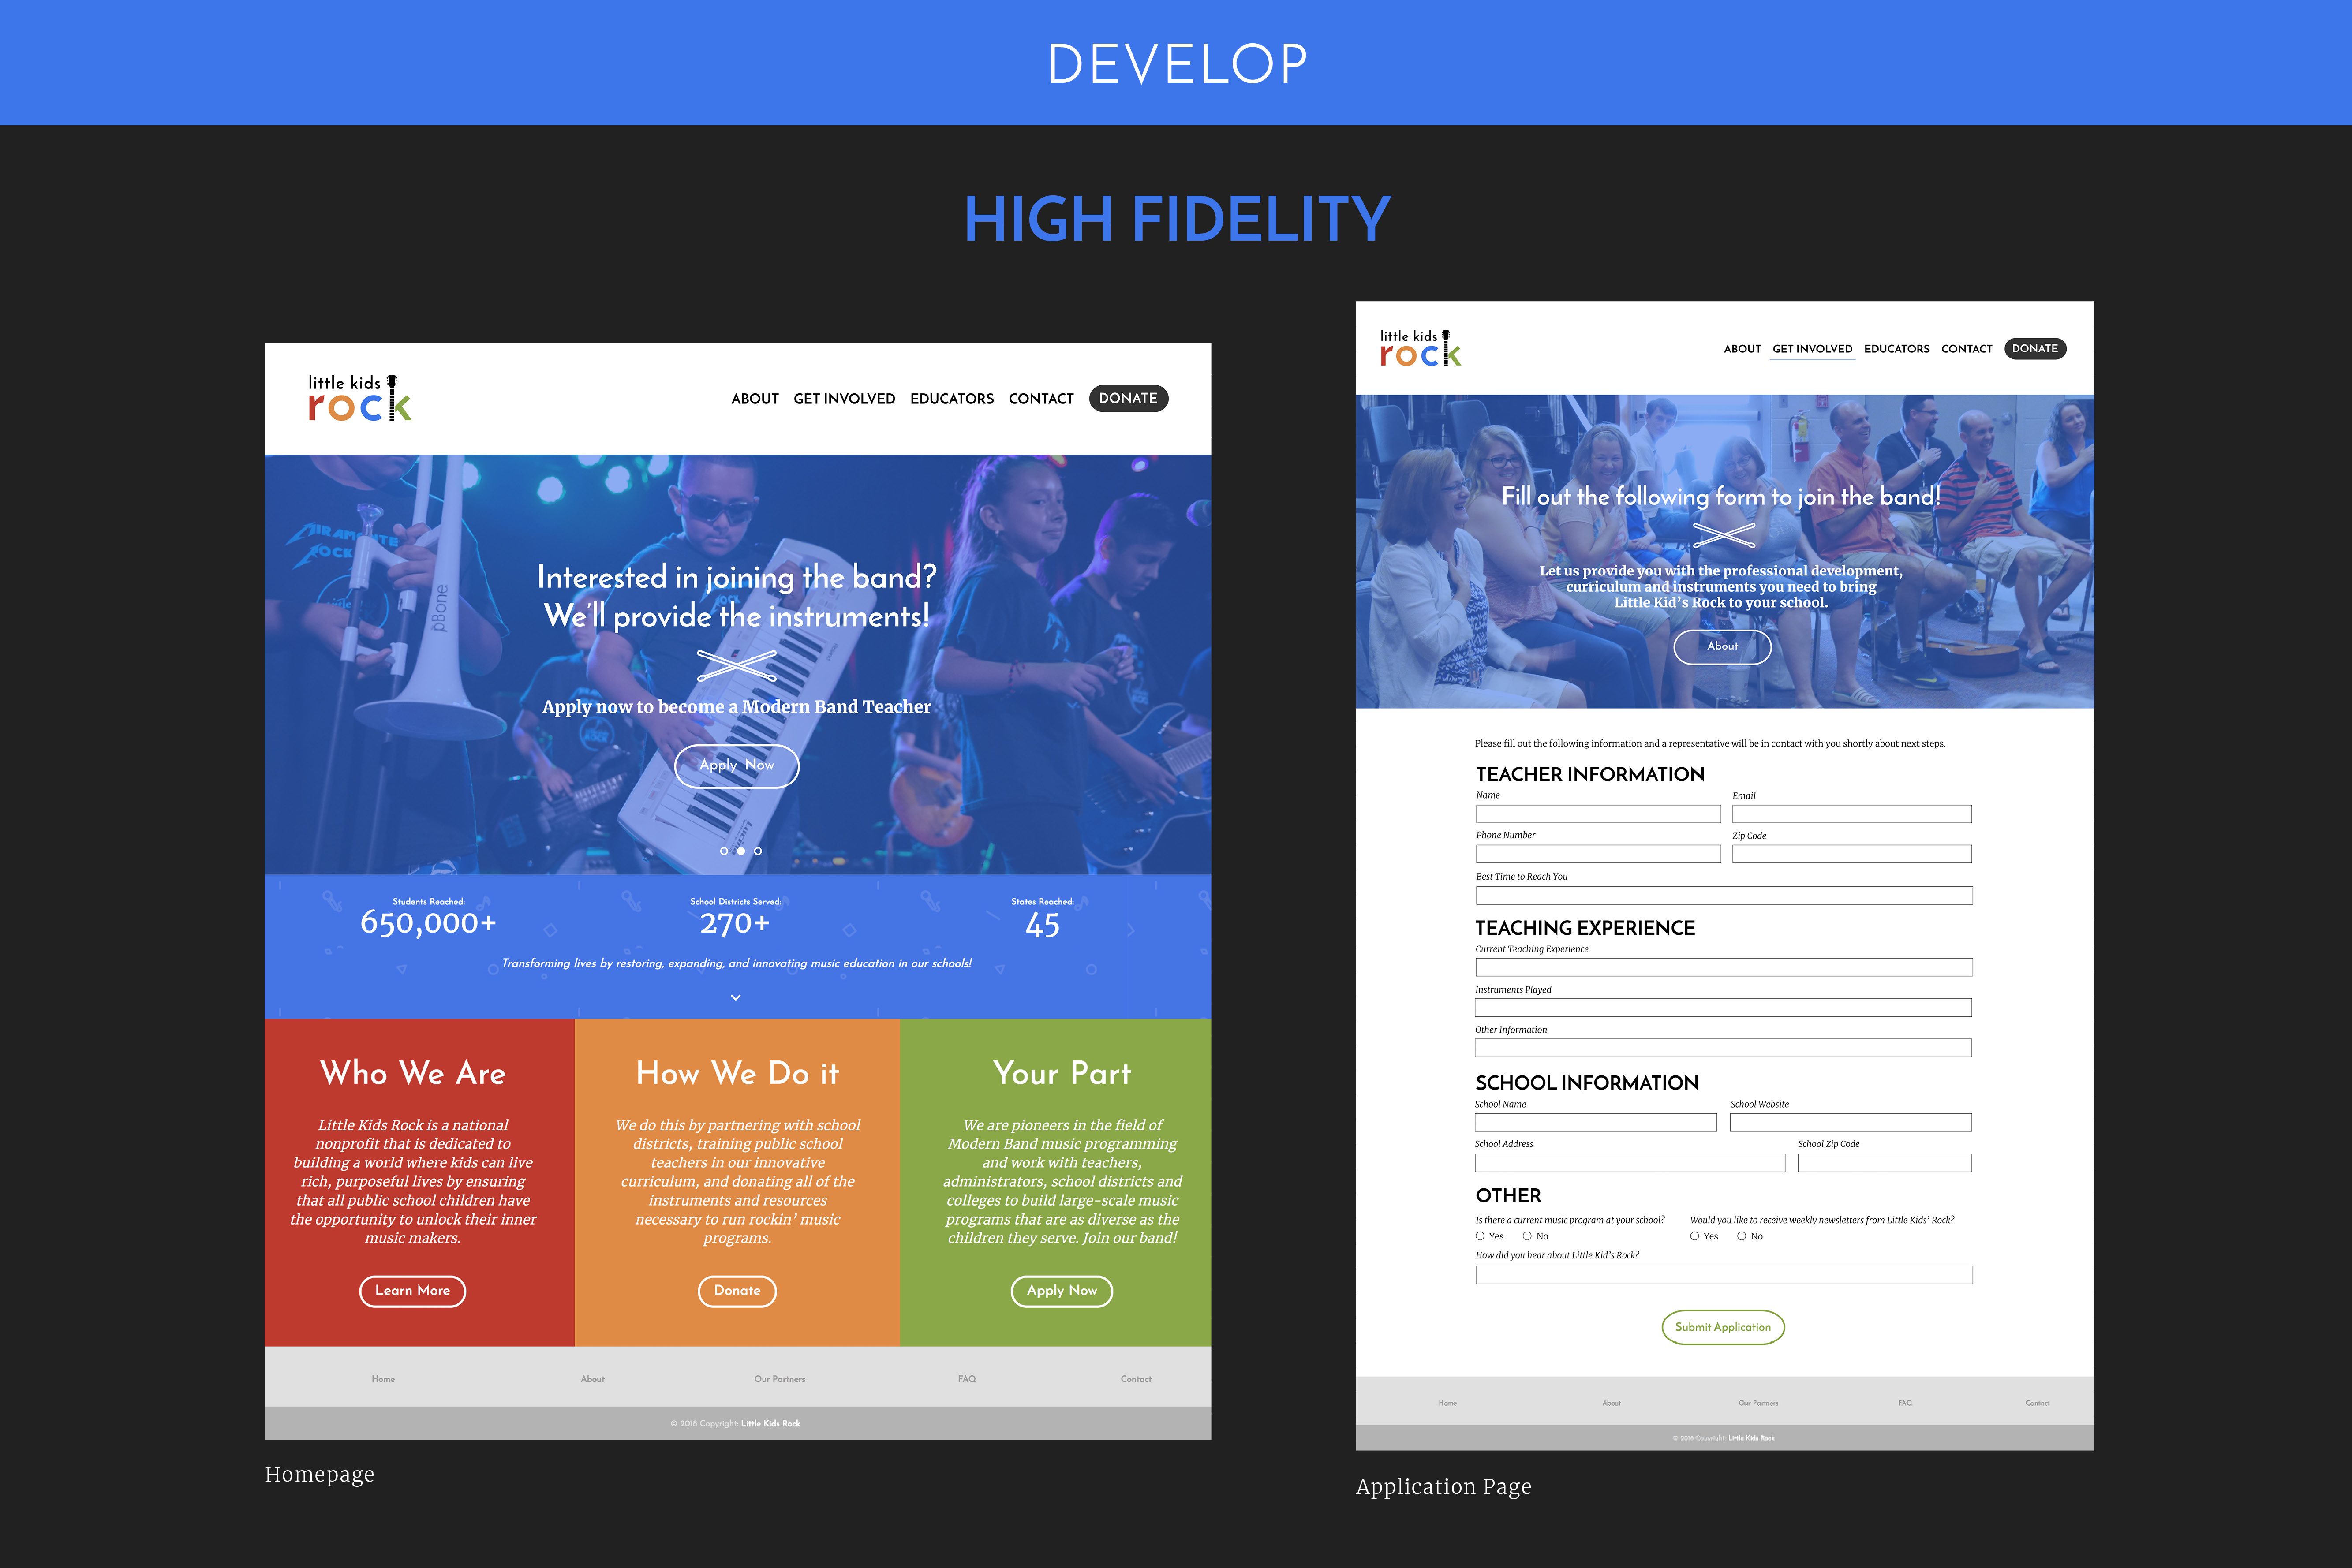 DEVELOP
HIGH FIDELITY
little kids
rock
ABOUT GET INVOLVED EDUCATORS CONTACT DONATE
MIRAMONTE
ROCK
pBone
Interested in joining the band?
We'll provide the instruments!
Apply now to become a Modern Band Teacher
Apply Now
Students Reached: School Districts Served: States Reached:
650,000+ 270+ 45
Transforming lives by restoring, expanding, and innovating music education in our schools!
Who We Are
Little Kids Rock is a national
nonprofit that is dedicated to
building a world where kids can live
rich, purposeful lives by ensuring
that all public school children have
the opportunity to unlock their inner
music makers.
Learn More
How We Do it
We do this by partnering with school
districts, training public school
teachers in our innovative
curriculum, and donating all of the
instruments and resources
necessary to run rockin' music
programs.
Donate
Your Part
We are pioneers in the field of
Modern Band music programming
and work with teachers,
administrators, school districts and
colleges to build large-scale music
programs that are as diverse as the
children they serve. Join our band!
Apply Now
Home About Our Partners FAQ Contact
© 2018 Copyright: Little Kids Rock
Homepage
little kids
rock
ABOUT GET INVOLVED EDUCATORS CONTACT DONATE
Fill out the following form to join the band!
Let us provide you with the professional development,
curriculum and instruments you need to bring
Little Kid's Rock to your school.
About
Please fill out the following information and a representative will be in contact with you shortly about next steps.
TEACHER INFORMATION
Name Email
Phone Number Zip Code
Best Time to Reach You
TEACHING EXPERIENCE
Current Teaching Experience
Instruments Played
Other Information
SCHOOL INFORMATION
School Name School Website
School Address School Zip Code
OTHER
Is there a current music program at your school? Would you like to receive weekly newsletters from Little Kids' Rock?
Yes No Yes No
How did you hear about Little Kid's Rock?
Submit Application
Home About Our Partners FAQ Contact
© 2018 Copyright: Little Kids Rock
Application Page